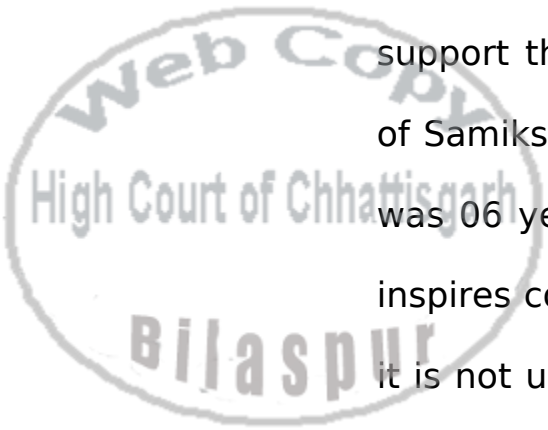 Web Copy
High Court of Chhattisgarh
Bilaspur
support th
of Samiks
was 06 ye
inspires co
it is not u